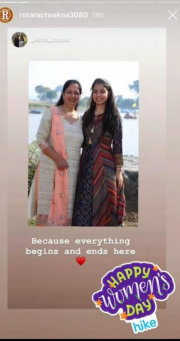 R rotaractwakna3080 16h
Because everything
begins and ends here
HAPPY
Women's
DAY
hike